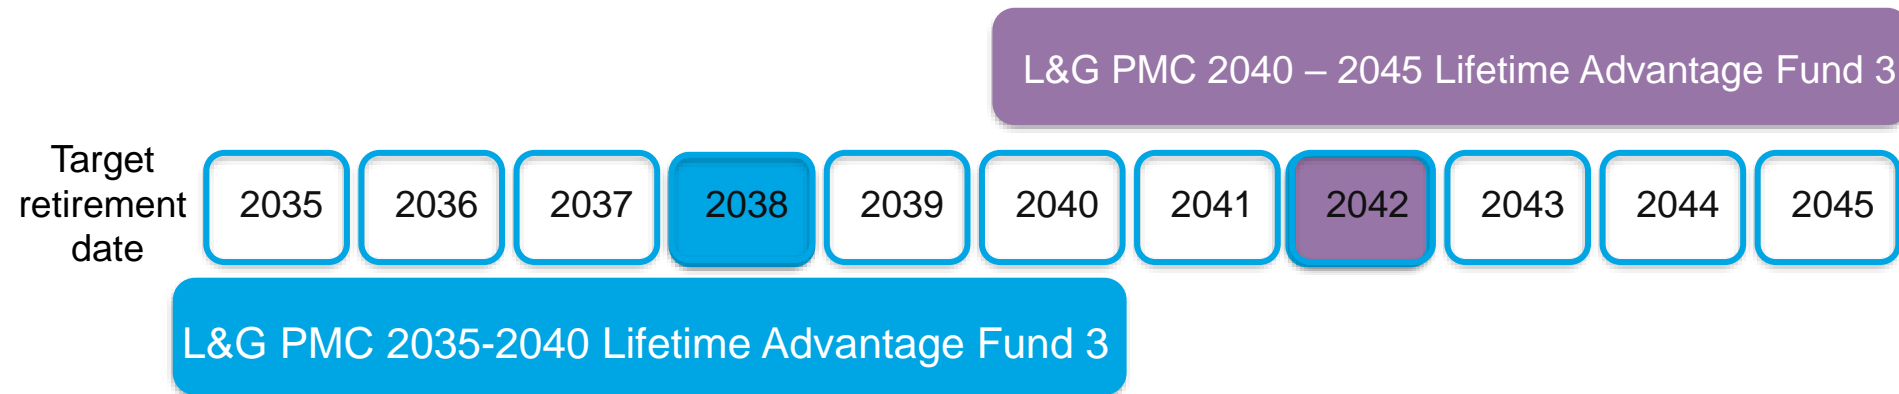 L&G PMC 2040 – 2045 Lifetime Advantage Fund 3
Target
retirement
date
2035 2036 2037 2038 2039 2040 2041 2042 2043 2044 2045
L&G PMC 2035-2040 Lifetime Advantage Fund 3